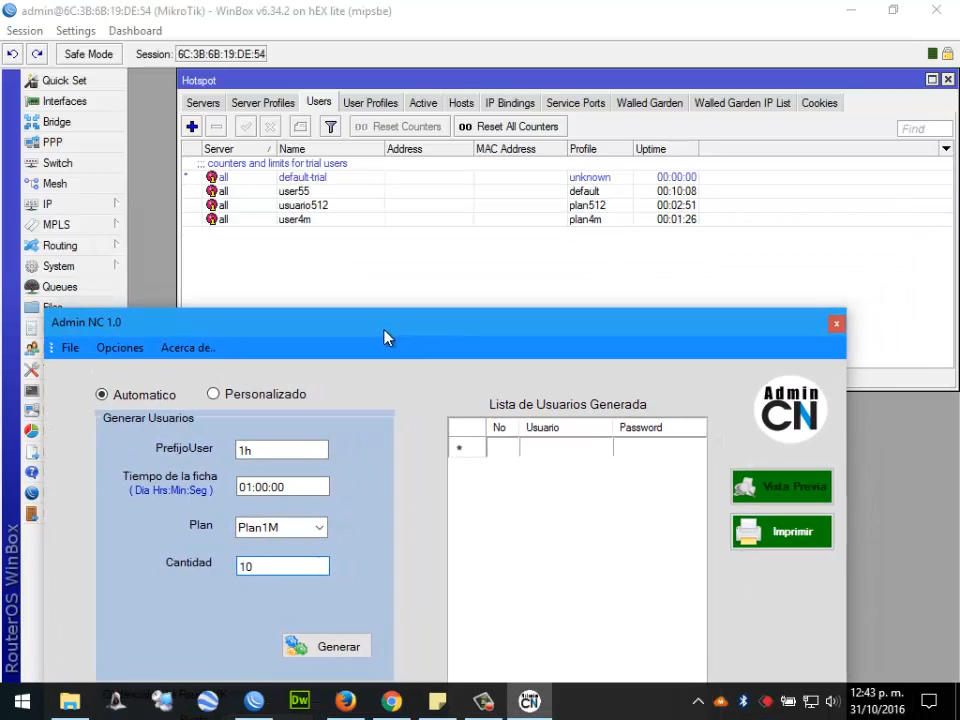 admin@6C:3B:6B:19:DE:54 (MikroTik) - WinBox v6.34.2 on hEX lite (mipsbe)
Session Settings Dashboard
Safe Mode Session: 6C:3B:6B:19:DE:54
Quick Set
Interfaces
Bridge
PPP
Switch
Mesh
IP
MPLS
Routing
System
Queues
Files
RouterOS WinBox
Hotspot
Servers Server Profiles Users User Profiles Active Hosts IP Bindings Service Ports Walled Garden Walled Garden IP List Cookies
00 Reset Counters 00 Reset All Counters Find
Server / Name Address MAC Address Profile Uptime
;;; counters and limits for trial users
* all default-trial unknown 00:00:00
all user55 default 00:10:08
all usuario512 plan512 00:02:51
all user4m plan4m 00:01:26
Admin NC 1.0 x
File Opciones Acerca de..
Automatico Personalizado
Generar Usuarios
PrefijoUser 1h
Tiempo de la ficha
( Dia Hrs:Min:Seg ) 01:00:00
Plan Plan1M
Cantidad 10
Generar
Lista de Usuarios Generada
No Usuario Password
*
Admin
CN
Vista Previa
Imprimir
Dw
Admin
CN
12:43 p. m.
31/10/2016